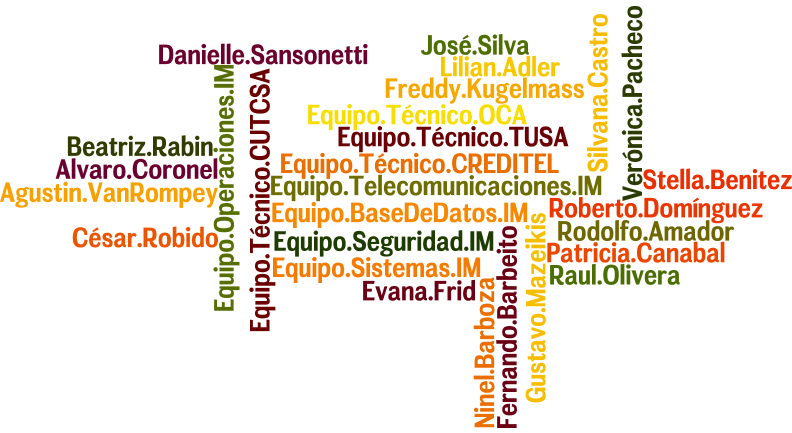 Danielle.Sansonetti
José.Silva
Lilian.Adler
Freddy.Kugelmass
Silvana.Castro
Verónica.Pacheco
Equipo.Operaciones.IM
Equipo.Técnico.CUTCSA
Equipo.Técnico.OCA
Equipo.Técnico.TUSA
Beatriz.Rabin
Alvaro.Coronel
Equipo.Técnico.CREDITEL
Agustin.VanRompey
Equipo.Telecomunicaciones.IM
Stella.Benitez
Equipo.BaseDeDatos.IM
Roberto.Domínguez
César.Robido
Equipo.Seguridad.IM
Rodolfo.Amador
Patricia.Canabal
Equipo.Sistemas.IM
Raul.Olivera
Evana.Frid
Ninel.Barboza
Fernando.Barbeito
Gustavo.Mazeikis